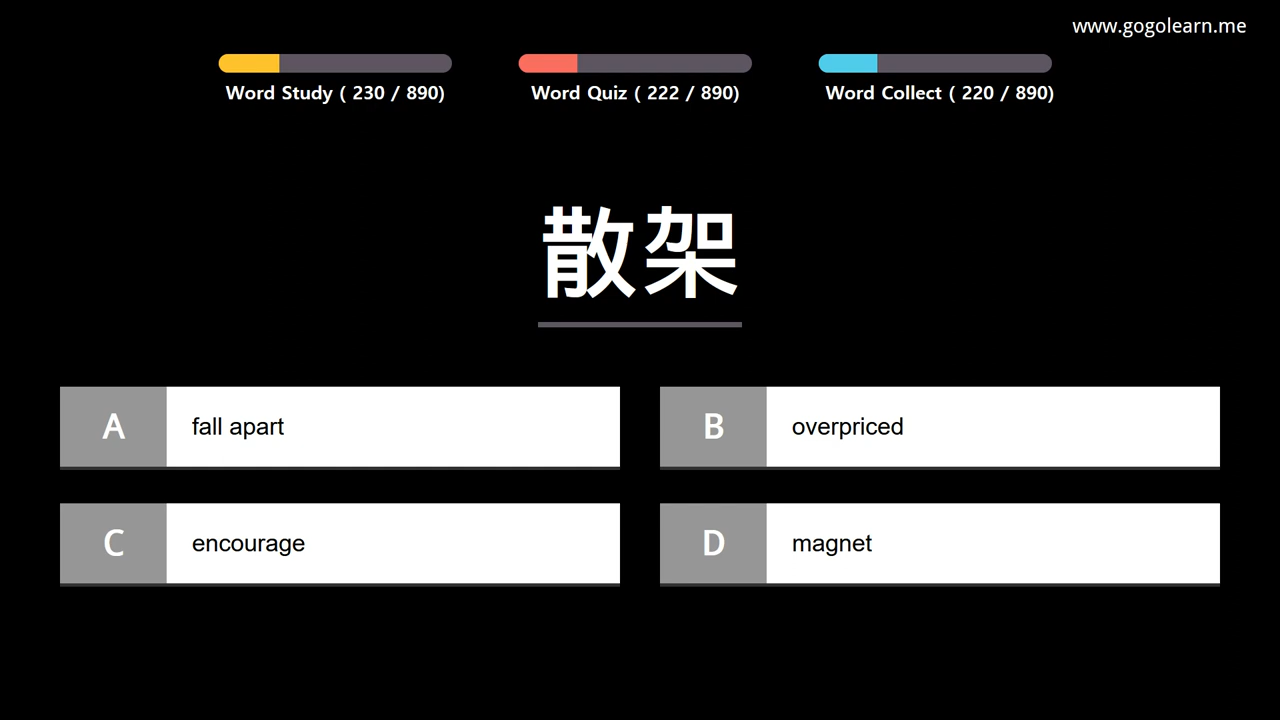 www.gogolearn.me
Word Study ( 230 / 890)
Word Quiz ( 222 / 890)
Word Collect ( 220 / 890)
散架
A fall apart
B overpriced
C encourage
D magnet